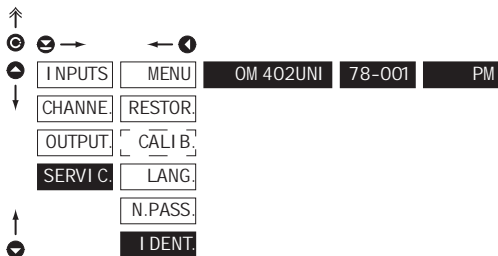 INPUTS MENU OM 402UNI 78-001 PM
CHANNE. RESTOR.
OUTPUT. CALIB.
SERVIC. LANG.
N.PASS.
IDENT.